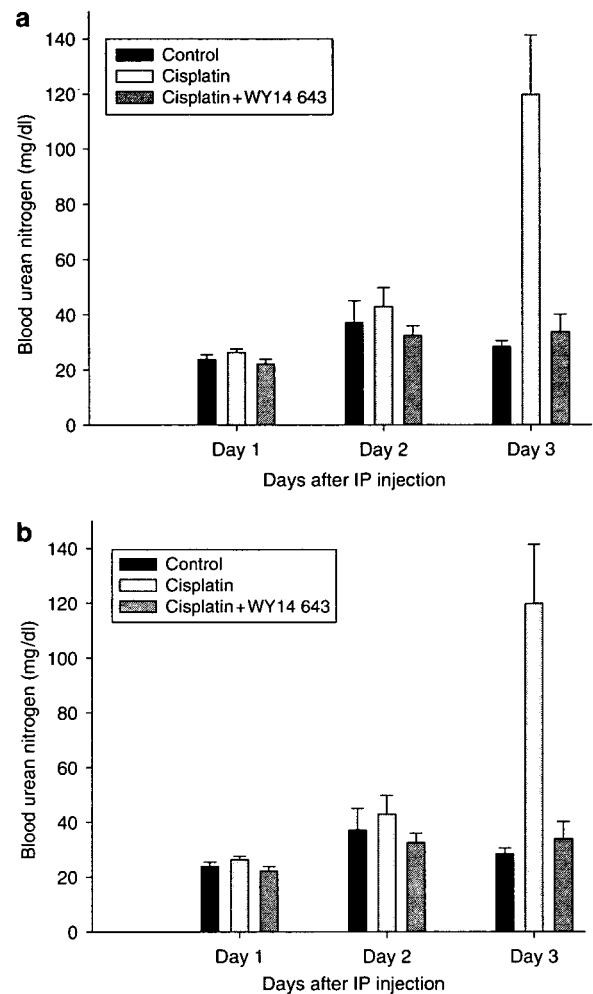 a
140
120
100
80
60
40
20
0
Blood urean nitrogen (mg/dl)
Control
Cisplatin
Cisplatin+WY14 643
Day 1
Day 2
Day 3
Days after IP injection
b
140
120
100
80
60
40
20
0
Blood urean nitrogen (mg/dl)
Control
Cisplatin
Cisplatin+WY14 643
Day 1
Day 2
Day 3
Days after IP injection